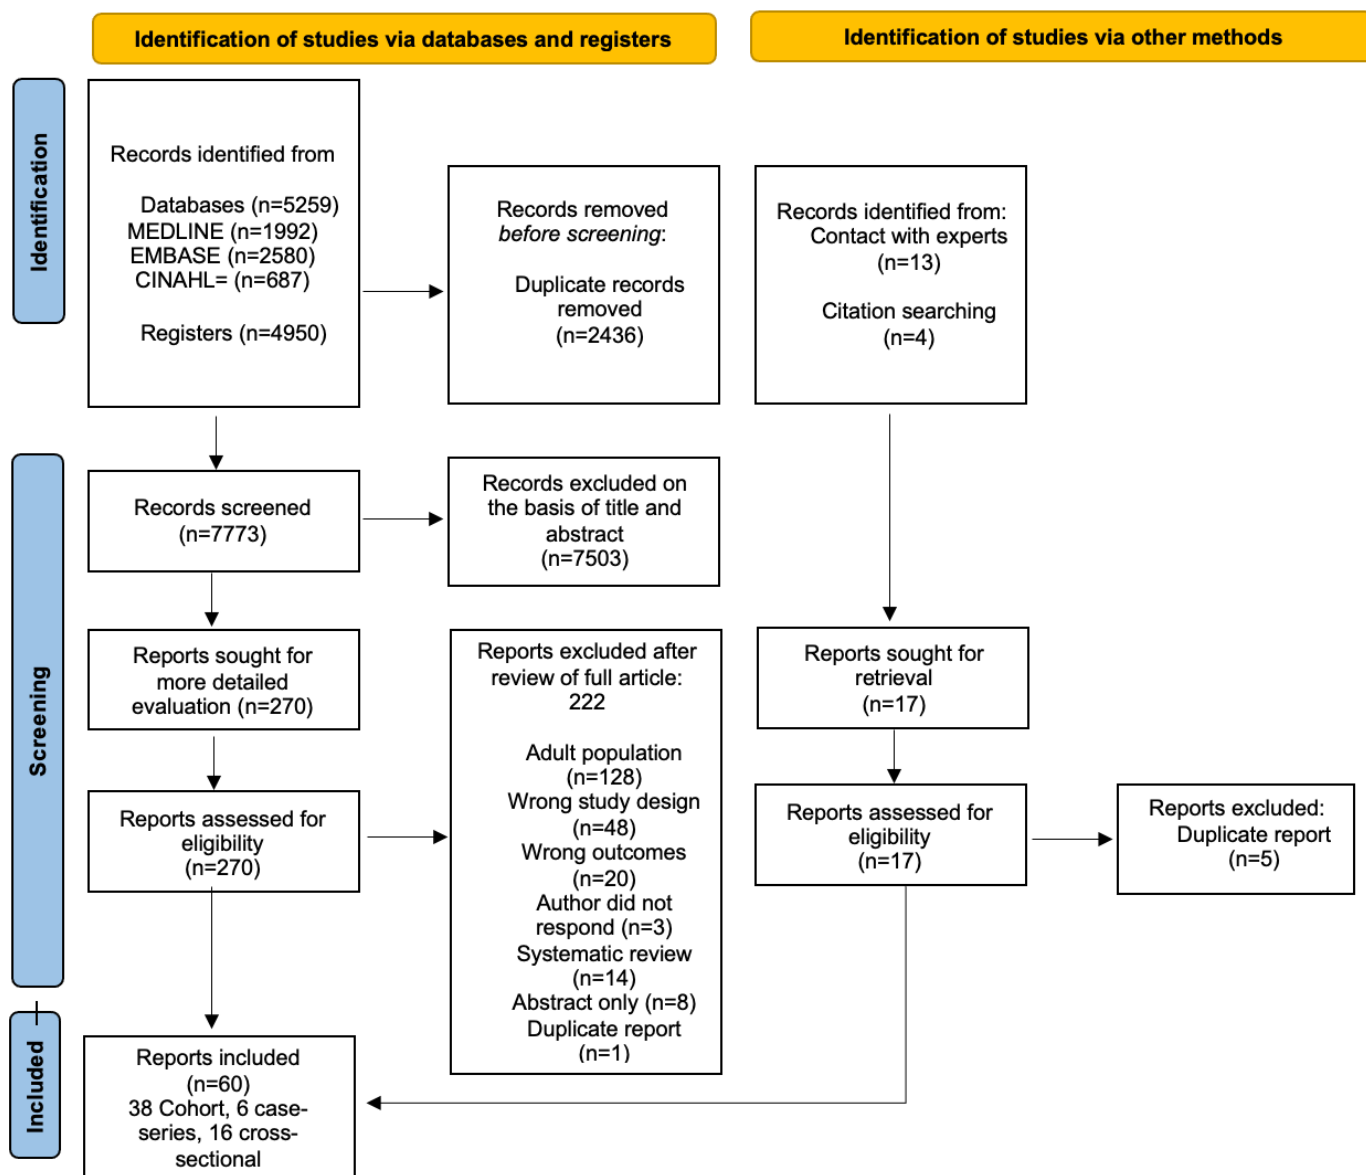 Identification of studies via databases and registers
Identification of studies via other methods
Identification
Records identified from
Databases (n=5259)
MEDLINE (n=1992)
EMBASE (n=2580)
CINAHL= (n=687)
Registers (n=4950)
Records removed
before screening:
Duplicate records
removed
(n=2436)
Records identified from:
Contact with experts
(n=13)
Citation searching
(n=4)
Screening
Records screened
(n=7773)
Records excluded on
the basis of title and
abstract
(n=7503)
Reports sought for
more detailed
evaluation (n=270)
Reports excluded after
review of full article:
222
Adult population
(n=128)
Wrong study design
(n=48)
Wrong outcomes
(n=20)
Author did not
respond (n=3)
Systematic review
(n=14)
Abstract only (n=8)
Duplicate report
(n=1)
Reports sought for
retrieval
(n=17)
Reports assessed for
eligibility
(n=270)
Reports assessed for
eligibility
(n=17)
Reports excluded:
Duplicate report
(n=5)
Included
Reports included
(n=60)
38 Cohort, 6 case-
series, 16 cross-
sectional